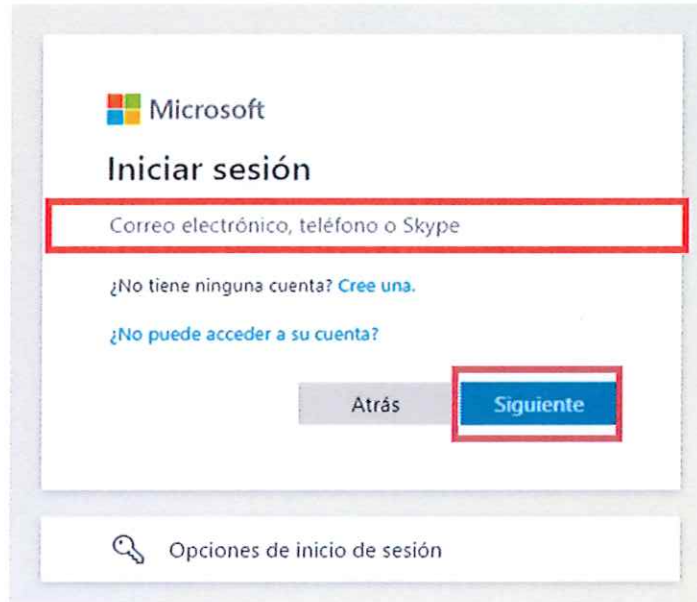 Microsoft
Iniciar sesión
Correo electrónico, teléfono o Skype
¿No tiene ninguna cuenta? Cree una.
¿No puede acceder a su cuenta?
Atrás
Siguiente
Opciones de inicio de sesión